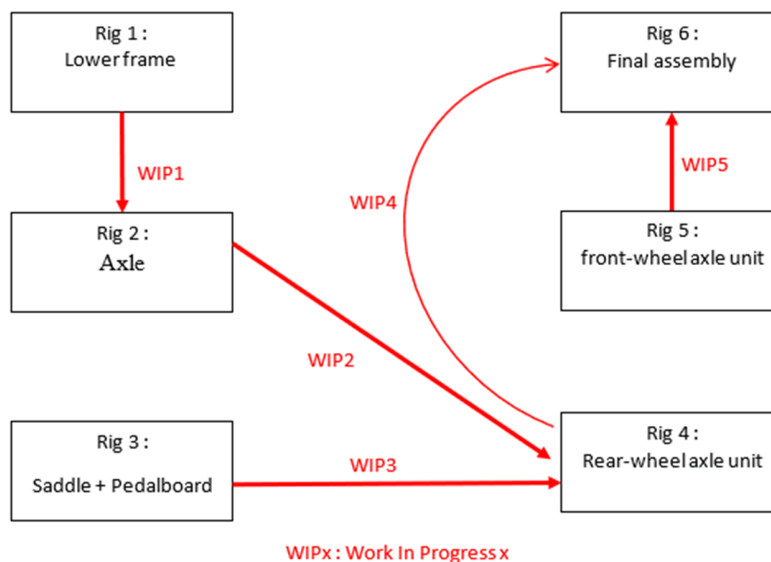 Rig 1 :
Lower frame
Rig 6 :
Final assembly
WIP1
WIP5
WIP4
Rig 2 :
Axle
Rig 5 :
front-wheel axle unit
WIP2
Rig 3 :
Saddle + Pedalboard
WIP3
Rig 4 :
Rear-wheel axle unit
WIPx : Work In Progress x